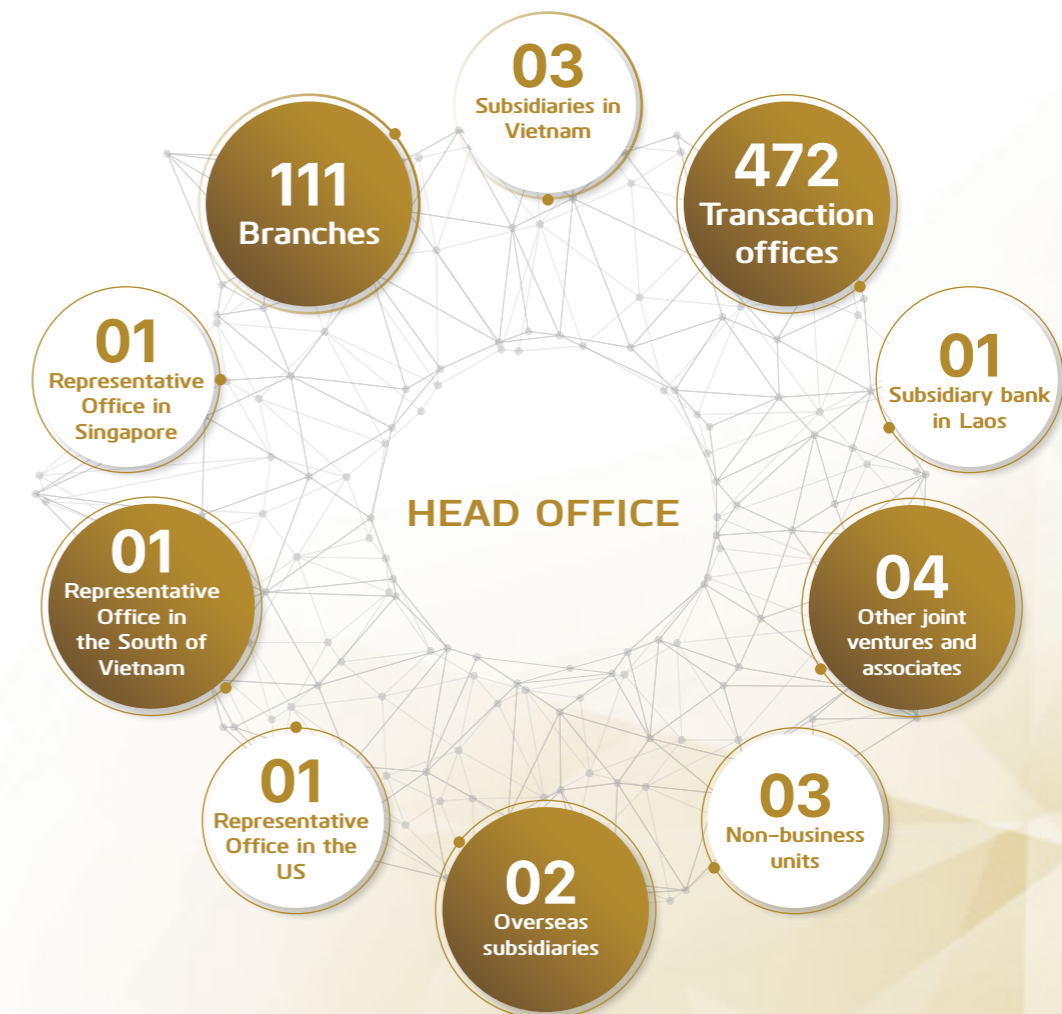 03
Subsidiaries in
Vietnam
111
Branches
472
Transaction
offices
01
Representative
Office in
Singapore
01
Subsidiary bank
in Laos
HEAD OFFICE
01
Representative
Office in
the South of
Vietnam
04
Other joint
ventures and
associates
01
Representative
Office in the
US
03
Non-business
units
02
Overseas
subsidiaries